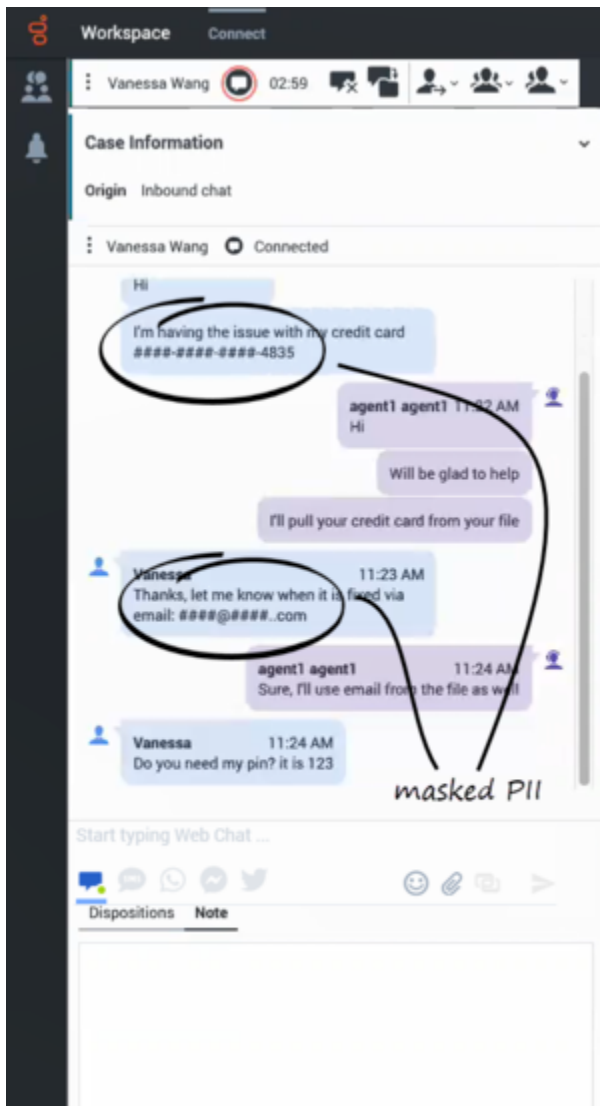 Workspace Connect
Vanessa Wang 02:59
Case Information
Origin Inbound chat
Vanessa Wang Connected
Hi
I'm having the issue with my credit card
####-####-####-4835
agent1 agent1 11:22 AM
Hi
Will be glad to help
I'll pull your credit card from your file
Vanessa 11:23 AM
Thanks, let me know when it is fixed via
email: ####@####..com
agent1 agent1 11:24 AM
Sure, I'll use email from the file as well
Vanessa 11:24 AM
Do you need my pin? it is 123
masked PII
Start typing Web Chat ...
Dispositions Note